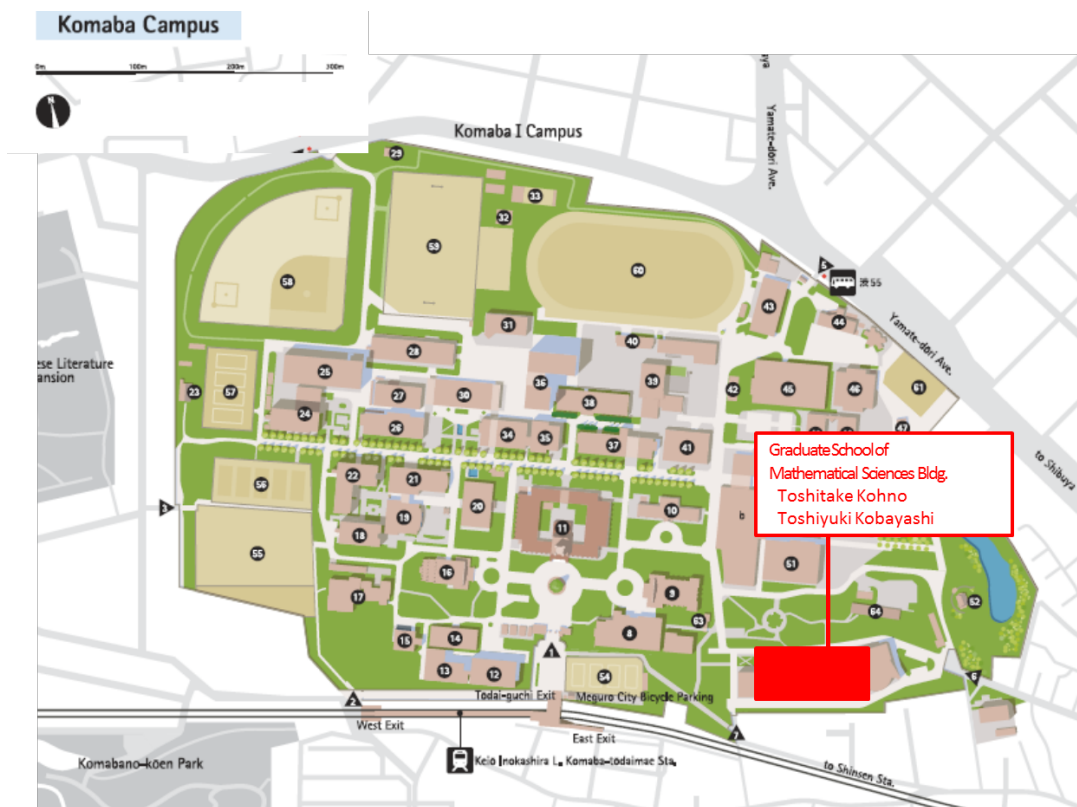 Komaba Campus
0m 100m 200m 300m
N
Komaba I Campus
Yamate-dōri Ave.
29
33
32
59
60
58
5
渋55
43
44
Yamate-dōri Ave.
31
40
28
ese Literature
ansion
25
36
39
61
23
57
27
30
42
45
46
38
24
47
26
34
35
37
41
to Shibuya
Graduate School of
Mathematical Sciences Bldg.
Toshitake Kohno
Toshiyuki Kobayashi
56
22
21
20
3
19
10
b
11
18
55
51
16
17
9
52
64
63
15
14
8
1
13
12
54
6
2
Todai-guchi Exit
Meguro City Bicycle Parking
West Exit
East Exit
7
Komabano-koen Park
Keio Inokashira L. Komaba-tōdaimae Sta.
to Shinsen Sta.